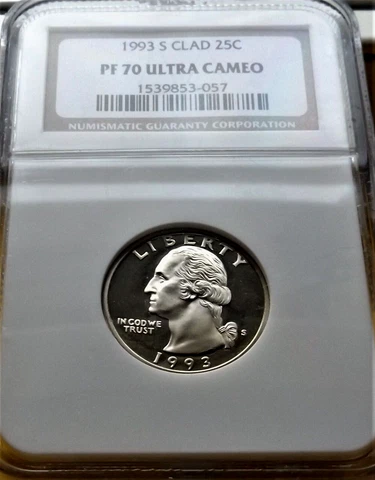 1993 S CLAD 25C
PF 70 ULTRA CAMEO
1539853-057
NUMISMATIC GUARANTY CORPORATION
LIBERTY
IN GOD WE
TRUST
S
1993